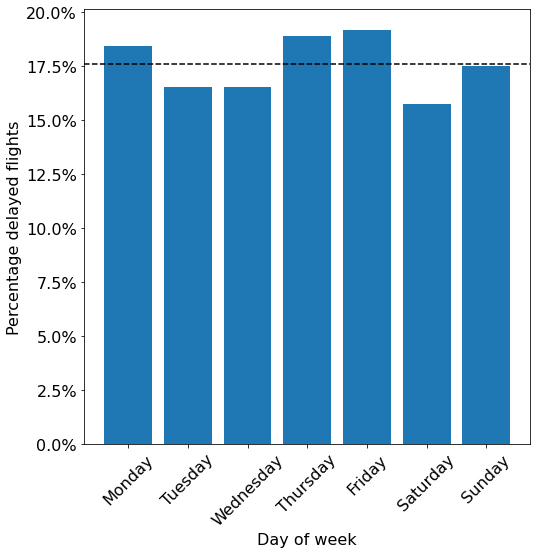 Percentage delayed flights
20.0%
17.5%
15.0%
12.5%
10.0%
7.5%
5.0%
2.5%
0.0%
Monday
Tuesday
Wednesday
Thursday
Friday
Saturday
Sunday
Day of week